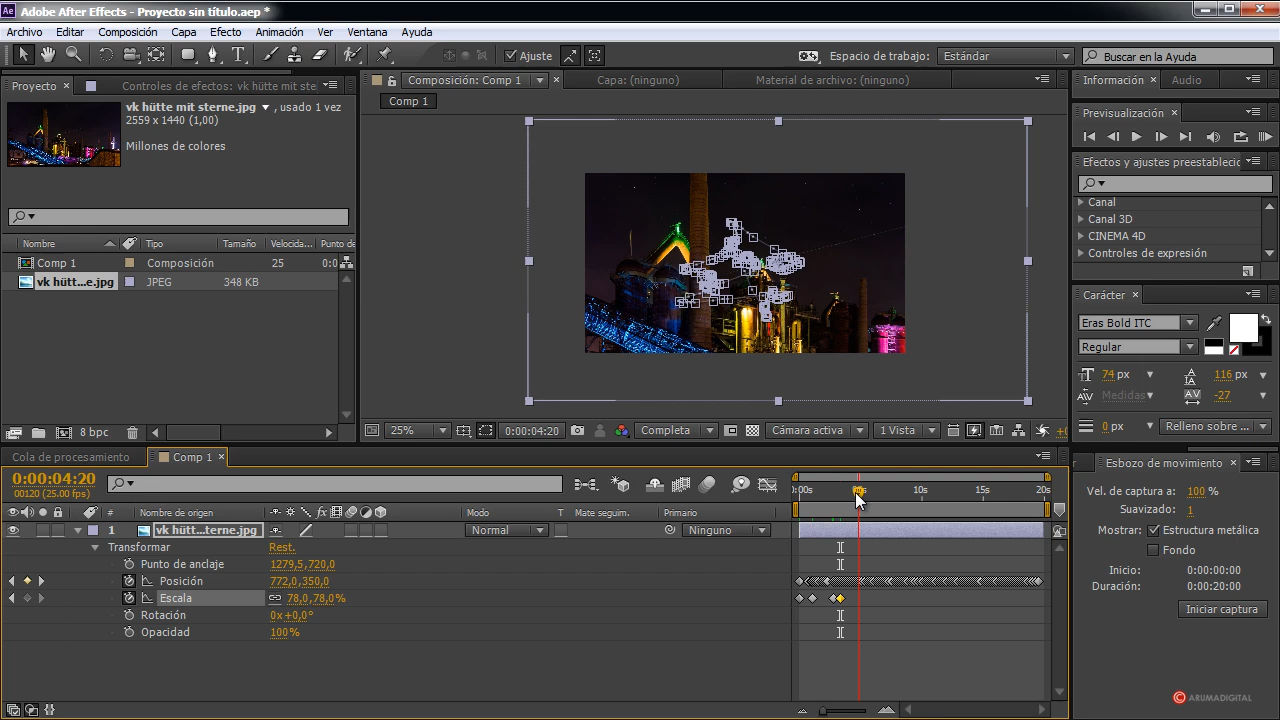 Ae Adobe After Effects - Proyecto sin título.aep *
Archivo Editar Composición Capa Efecto Animación Ver Ventana Ayuda
Ajuste Espacio de trabajo: Estándar Buscar en la Ayuda
Proyecto × Controles de efectos: vk hütte mit ste
Composición: Comp 1 × Capa: (ninguno) Material de archivo: (ninguno)
Información × Audio
Comp 1
vk hütte mit sterne.jpg , usado 1 vez
2559 x 1440 (1,00)
Millones de colores
Previsualización ×
Efectos y ajustes preestablecic
Canal
Canal 3D
CINEMA 4D
Controles de expresión
Nombre Tipo Tamaño Velocida... Punto de
Comp 1 Composición 25 0:0
vk hütt...e.jpg JPEG 348 KB
Carácter ×
Eras Bold ITC
Regular
74 px 116 px
Medidas -27
0 px Relleno sobre ...
8 bpc
25% 0:00:04:20 Completa Cámara activa 1 Vista +0
Cola de procesamiento Comp 1 ×
0:00:04:20
00120 (25.00 fps)
0:00s 05s 10s 15s 20s
# Nombre de origen Modo T Mate seguim. Primario
1 vk hütt...terne.jpg Normal Ninguno
Transformar Rest.
Punto de anclaje 1279,5,720,0
Posición 772,0,350,0
Escala 78,0,78,0%
Rotación 0x+0,0°
Opacidad 100%
r Esbozo de movimiento ×
Vel. de captura a: 100 %
Suavizado: 1
Mostrar: Estructura metálica
Fondo
Inicio: 0:00:00:00
Duración: 0:00:20:00
Iniciar captura
© ARUMADIGITAL